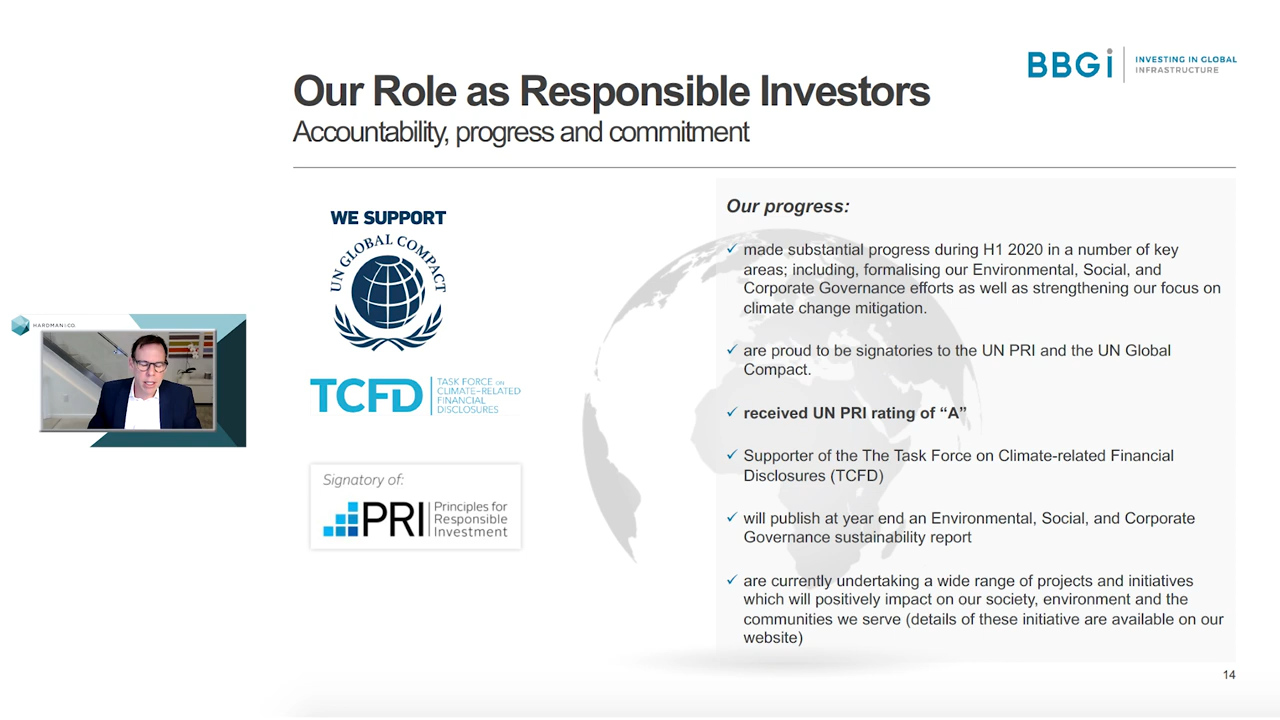 BBGi
INVESTING IN GLOBAL
INFRASTRUCTURE
Our Role as Responsible Investors
Accountability, progress and commitment
WE SUPPORT
UN GLOBAL COMPACT
TCFD
TASK FORCE ON
CLIMATE-RELATED
FINANCIAL
DISCLOSURES
Signatory of:
PRI
Principles for
Responsible
Investment
HARDMAN&CO.
Our progress:
✓ made substantial progress during H1 2020 in a number of key
areas; including, formalising our Environmental, Social, and
Corporate Governance efforts as well as strengthening our focus on
climate change mitigation.
✓ are proud to be signatories to the UN PRI and the UN Global
Compact.
✓ received UN PRI rating of “A”
✓ Supporter of the The Task Force on Climate-related Financial
Disclosures (TCFD)
✓ will publish at year end an Environmental, Social, and Corporate
Governance sustainability report
✓ are currently undertaking a wide range of projects and initiatives
which will positively impact on our society, environment and the
communities we serve (details of these initiative are available on our
website)
14